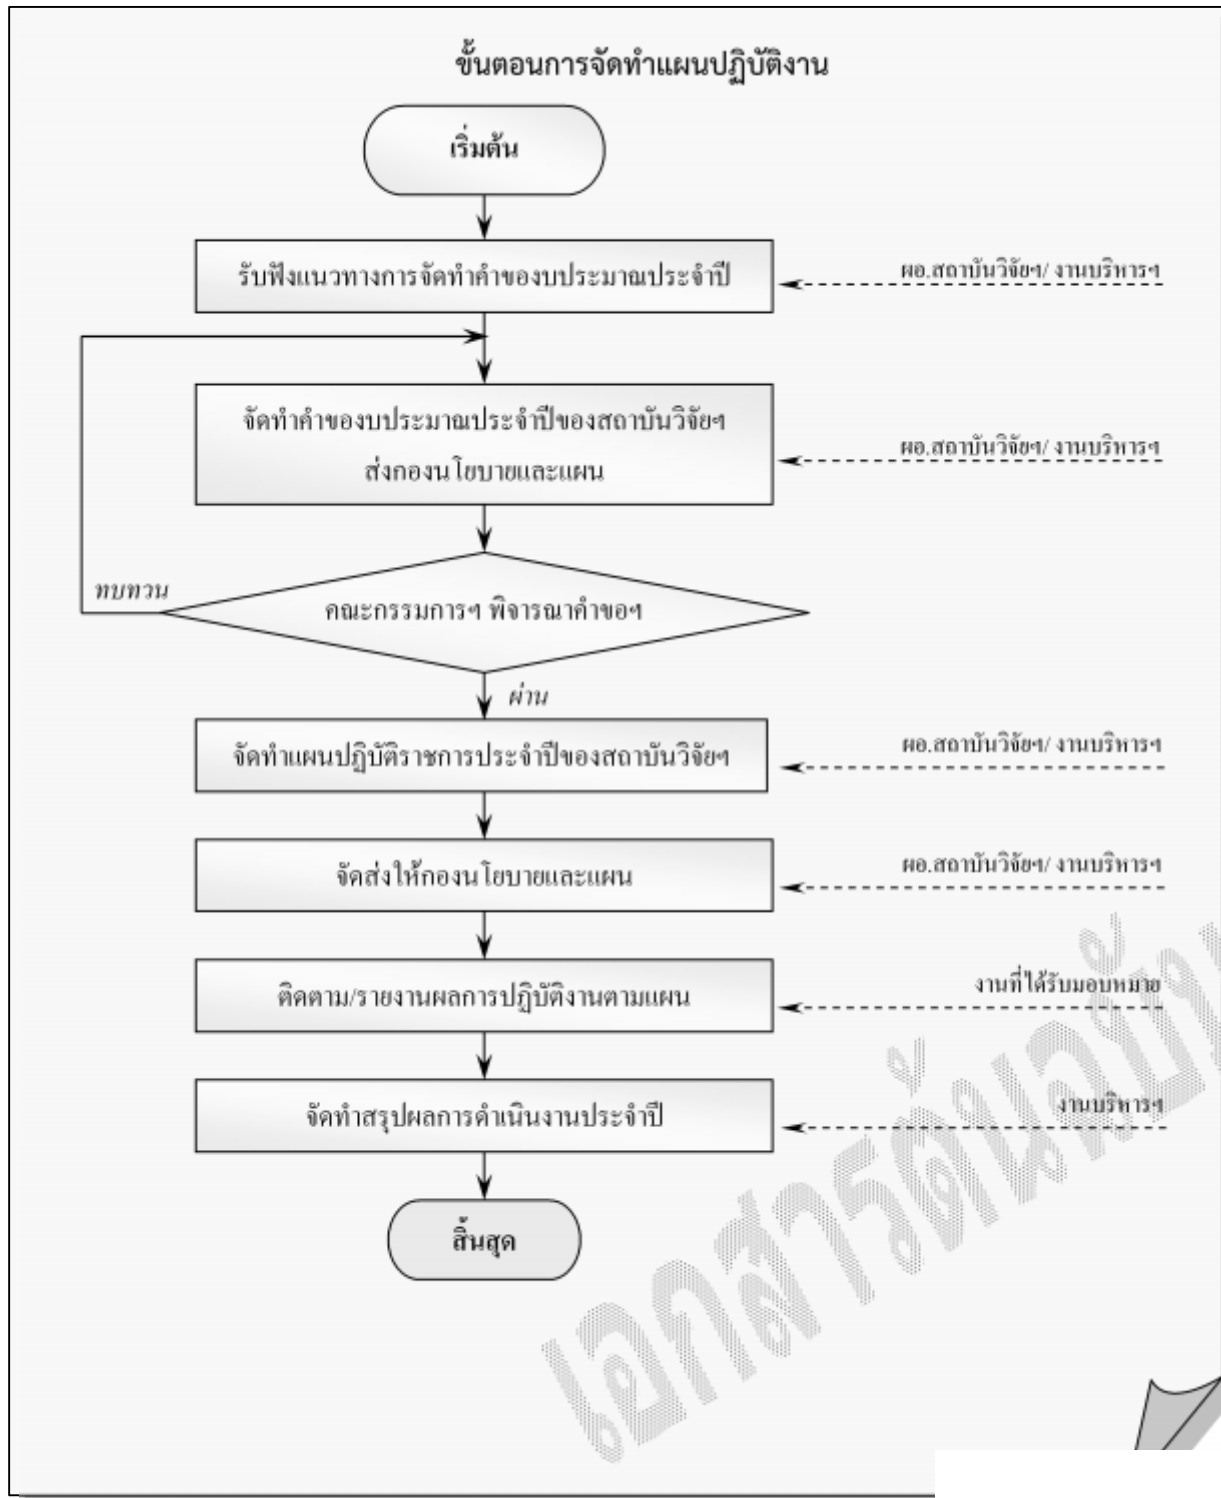 ขั้นตอนการจัดทำแผนปฏิบัติงาน
เริ่มต้น
รับฟังแนวทางการจัดทำคำของบประมาณประจำปี
ผอ.สถาบันวิจัยฯ/ งานบริหารฯ
จัดทำคำของบประมาณประจำปีของสถาบันวิจัยฯ
ส่งกองนโยบายและแผน
ผอ.สถาบันวิจัยฯ/ งานบริหารฯ
ทบทวน
คณะกรรมการฯ พิจารณาคำขอฯ
ผ่าน
จัดทำแผนปฏิบัติราชการประจำปีของสถาบันวิจัยฯ
ผอ.สถาบันวิจัยฯ/ งานบริหารฯ
จัดส่งให้กองนโยบายและแผน
ผอ.สถาบันวิจัยฯ/ งานบริหารฯ
ติดตาม/รายงานผลการปฏิบัติงานตามแผน
งานที่ได้รับมอบหมาย
จัดทำสรุปผลการดำเนินงานประจำปี
งานบริหารฯ
สิ้นสุด